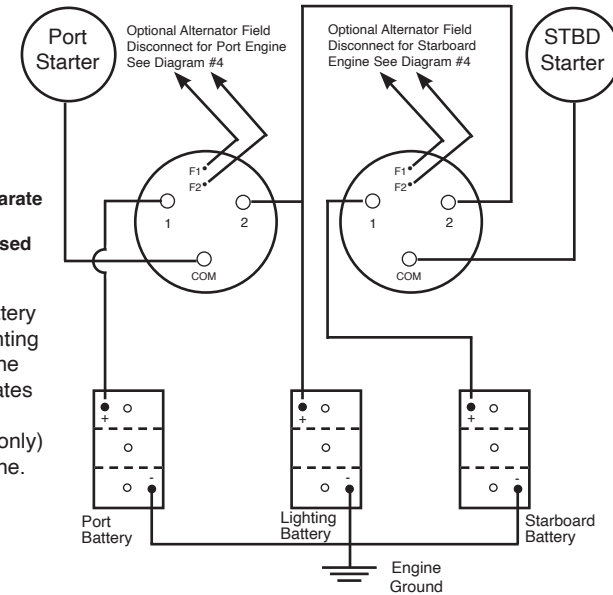 Port
Starter
Optional Alternator Field
Disconnect for Port Engine
See Diagram #4
Optional Alternator Field
Disconnect for Starboard
Engine See Diagram #4
STBD
Starter
F1
F2
1
2
COM
F1
F2
1
2
COM
only)
+
-
+
-
+
-
Port
Battery
Lighting
Battery
Starboard
Battery
Engine
Ground